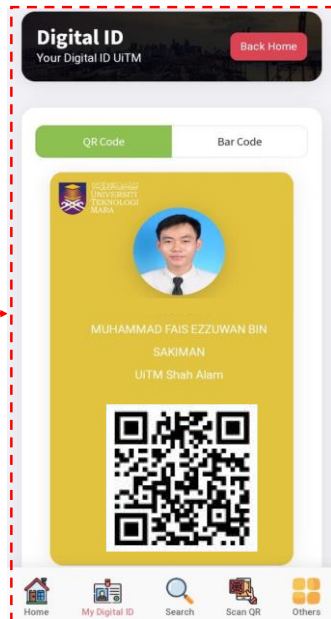 Digital ID
Your Digital ID UiTM
Back Home
QR Code
Bar Code
UNIVERSITI
TEKNOLOGI
MARA
MUHAMMAD FAIS EZZUWAN BIN
SAKIMAN
UiTM Shah Alam
Home
My Digital ID
Search
Scan QR
Others